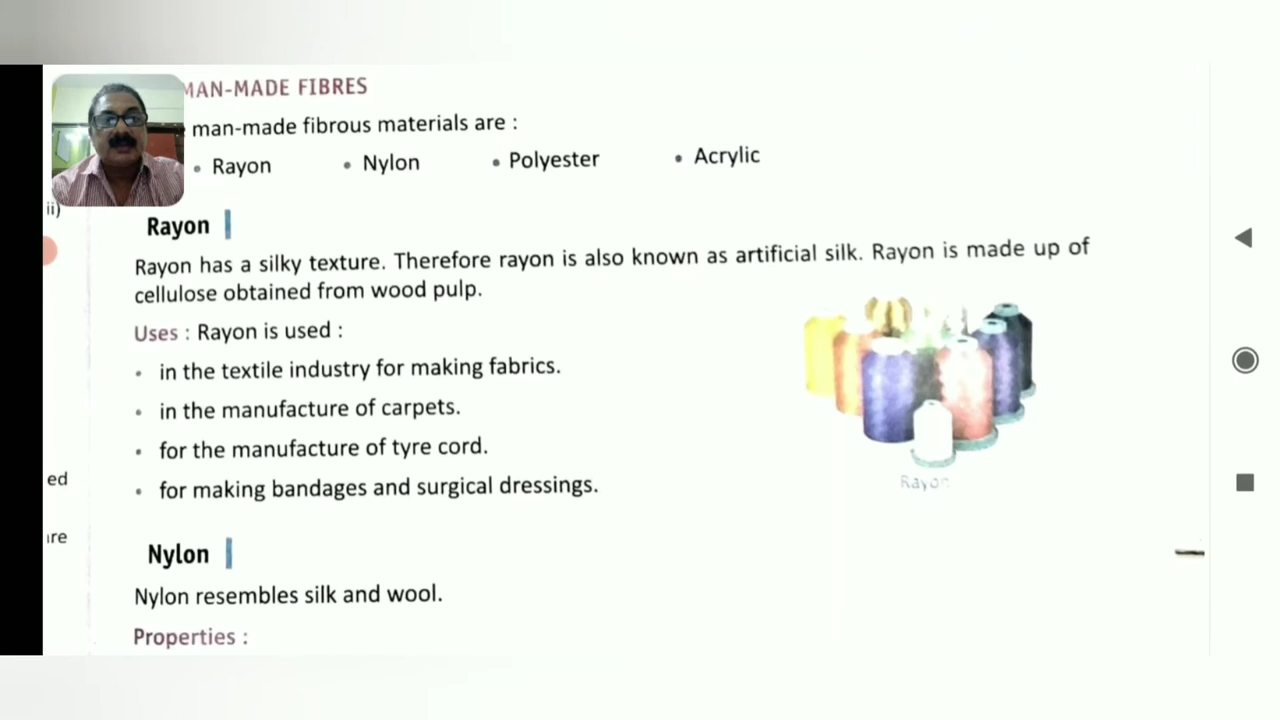 MAN-MADE FIBRES
man-made fibrous materials are :
• Rayon • Nylon • Polyester • Acrylic
ii)
Rayon
Rayon has a silky texture. Therefore rayon is also known as artificial silk. Rayon is made up of
cellulose obtained from wood pulp.
Uses : Rayon is used :
• in the textile industry for making fabrics.
• in the manufacture of carpets.
• for the manufacture of tyre cord.
• for making bandages and surgical dressings.
Rayon
ed
are
Nylon
Nylon resembles silk and wool.
Properties :